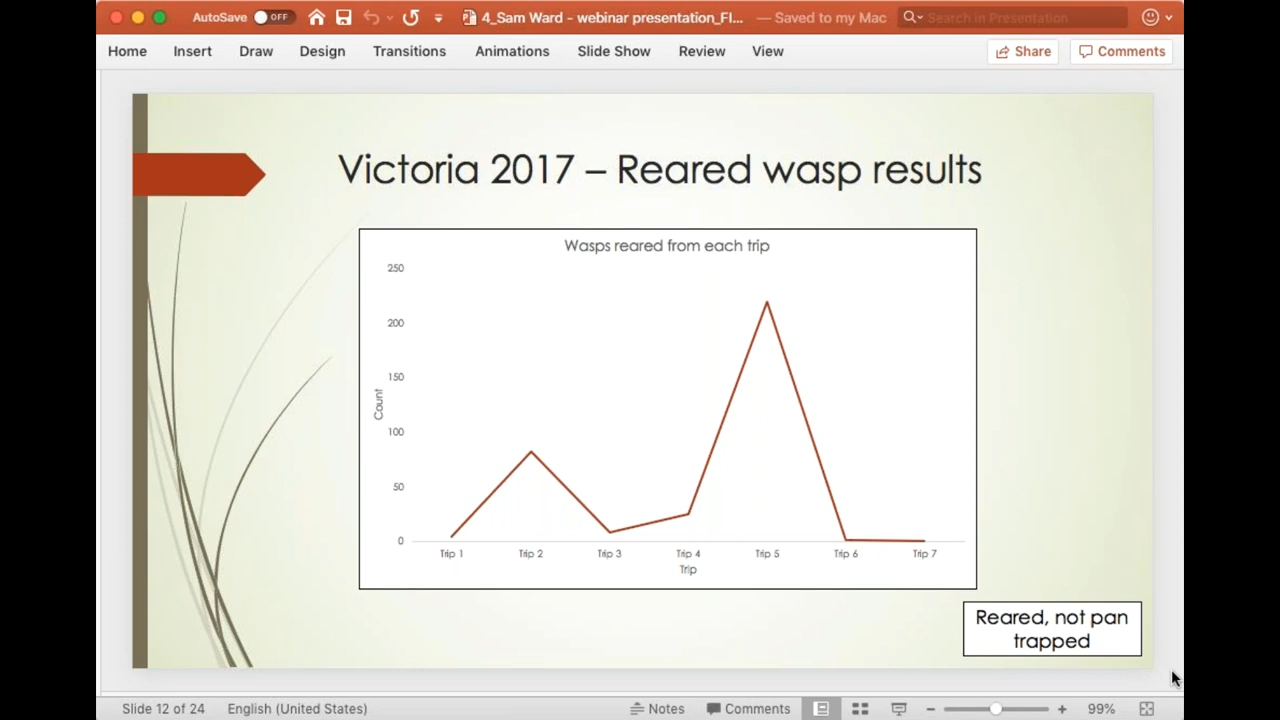 AutoSave OFF 4_Sam Ward - webinar presentation_FI... — Saved to my Mac Search in Presentation
Home Insert Draw Design Transitions Animations Slide Show Review View Share Comments
Victoria 2017 – Reared wasp results
Wasps reared from each trip
250
200
150
100
50
0
Count
Trip 1 Trip 2 Trip 3 Trip 4 Trip 5 Trip 6 Trip 7
Trip
Reared, not pan
trapped
Slide 12 of 24 English (United States) Notes Comments 99%